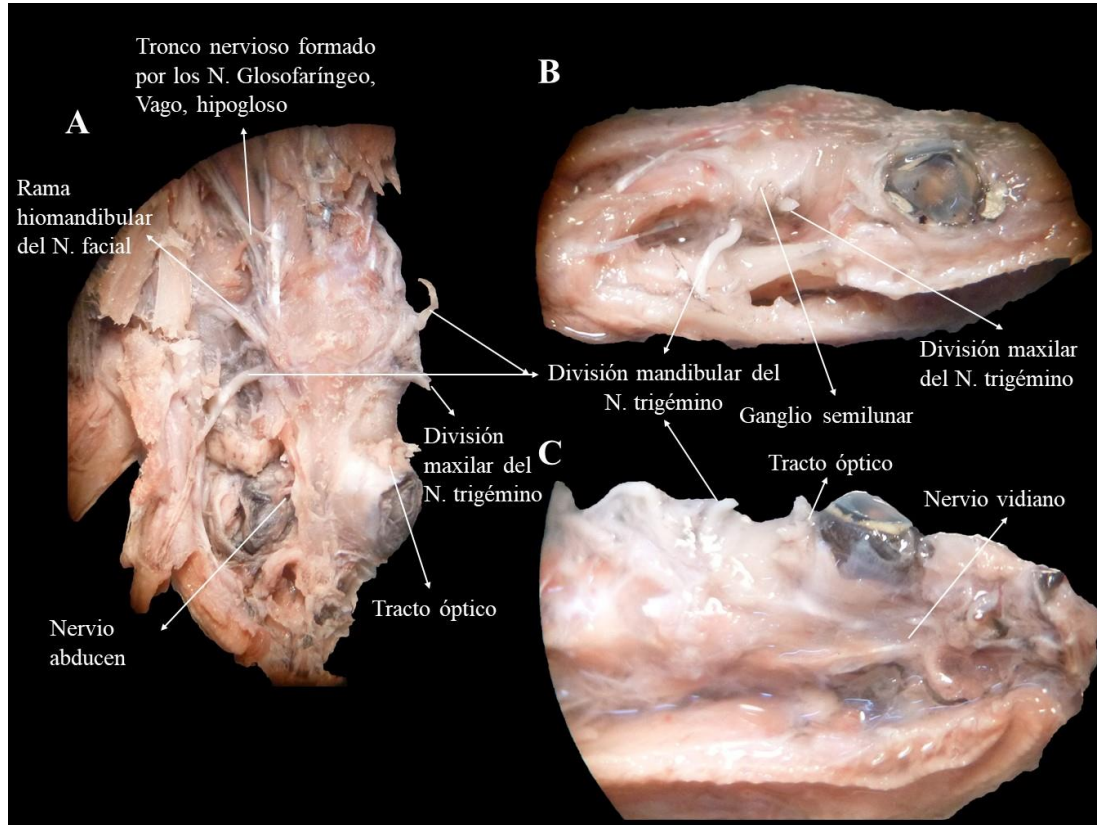 Tronco nervioso formado
por los N. Glosofaríngeo,
Vago, hipogloso
A
Rama
hiomandibular
del N. facial
División
maxilar del
N. trigémino
Tracto óptico
Nervio
abducen
B
División mandibular del
N. trigémino
Ganglio semilunar
División maxilar
del N. trigémino
C
Tracto óptico
Nervio vidiano